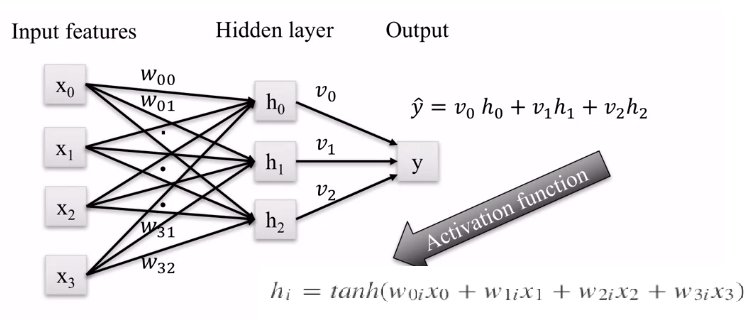 Input features Hidden layer Output
x₀ w₀₀ h₀ v₀ ŷ = v₀ h₀ + v₁h₁ + v₂h₂
w₀₁
x₁ h₁ v₁ y
x₂ h₂ v₂ Activation function
w₃₁
x₃ w₃₂
hᵢ = tanh(w₀ᵢx₀ + w₁ᵢx₁ + w₂ᵢx₂ + w₃ᵢx₃)